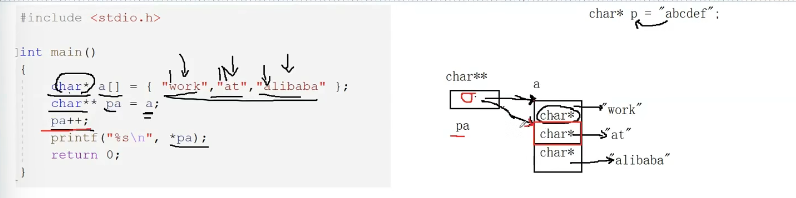 #include <stdio.h>
int main()
{
char* a[] = { "work","at","alibaba" };
char** pa = a;
pa++;
printf("%s\n", *pa);
return 0;
}
char* p = "abcdef";
char**
a
pa
char*
"work"
char*
"at"
char*
"alibaba"